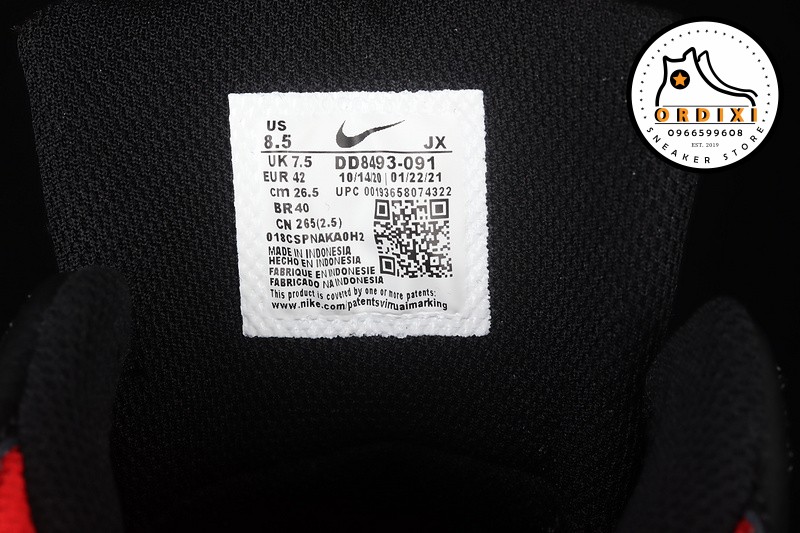 US
8.5
JX
UK 7.5 DD8493-091
EUR 42 10/14/20 | 01/22/21
cm 26.5 UPC 00193658074322
BR 40
CN 265(2.5)
018CSPNAKA0H2
MADE IN INDONESIA
HECHO EN INDONESIA
FABRIQUE EN INDONESIE
FABRICADO NA INDONESIA
This product is covered by one or more patents:
www.nike.com/patentsvirtualmarking
ORDIXI
0966599608
EST. 2019
SNEAKER STORE